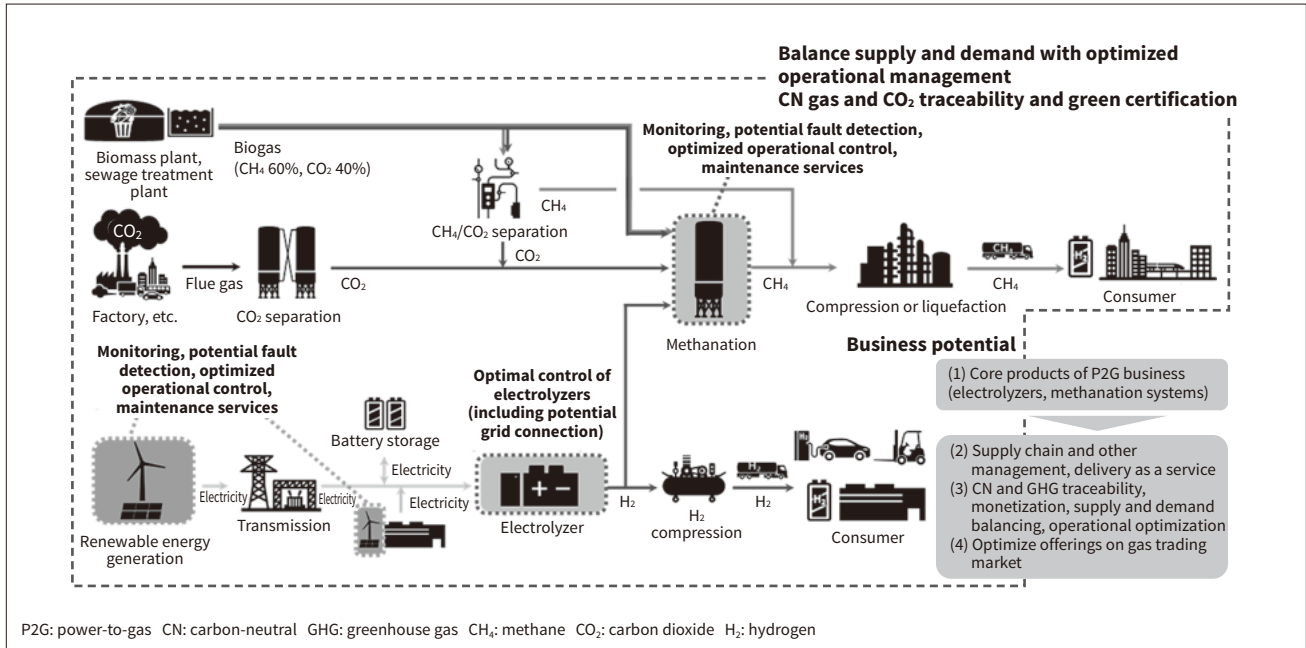 Balance supply and demand with optimized
operational management
CN gas and CO₂ traceability and green certification
Biomass plant,
sewage treatment
plant
Biogas
(CH₄ 60%, CO₂ 40%)
Monitoring, potential fault detection,
optimized operational control,
maintenance services
CH₄
CH₄/CO₂ separation
CO₂
CO₂
Factory, etc.
Flue gas
CO₂ separation
CO₂
Methanation
CH₄
Compression or liquefaction
CH₄
CH₄
Consumer
Monitoring, potential fault
detection, optimized
operational control,
maintenance services
Renewable energy
generation
Electricity
Transmission
Electricity
Battery storage
Electricity
Electricity
Optimal control of
electrolyzers
(including potential
grid connection)
Electrolyzer
H₂
H₂
compression
H₂
H₂
Consumer
Business potential
(1) Core products of P2G business
(electrolyzers, methanation systems)
(2) Supply chain and other
management, delivery as a service
(3) CN and GHG traceability,
monetization, supply and demand
balancing, operational optimization
(4) Optimize offerings on gas trading
market
P2G: power-to-gas CN: carbon-neutral GHG: greenhouse gas CH₄: methane CO₂: carbon dioxide H₂: hydrogen